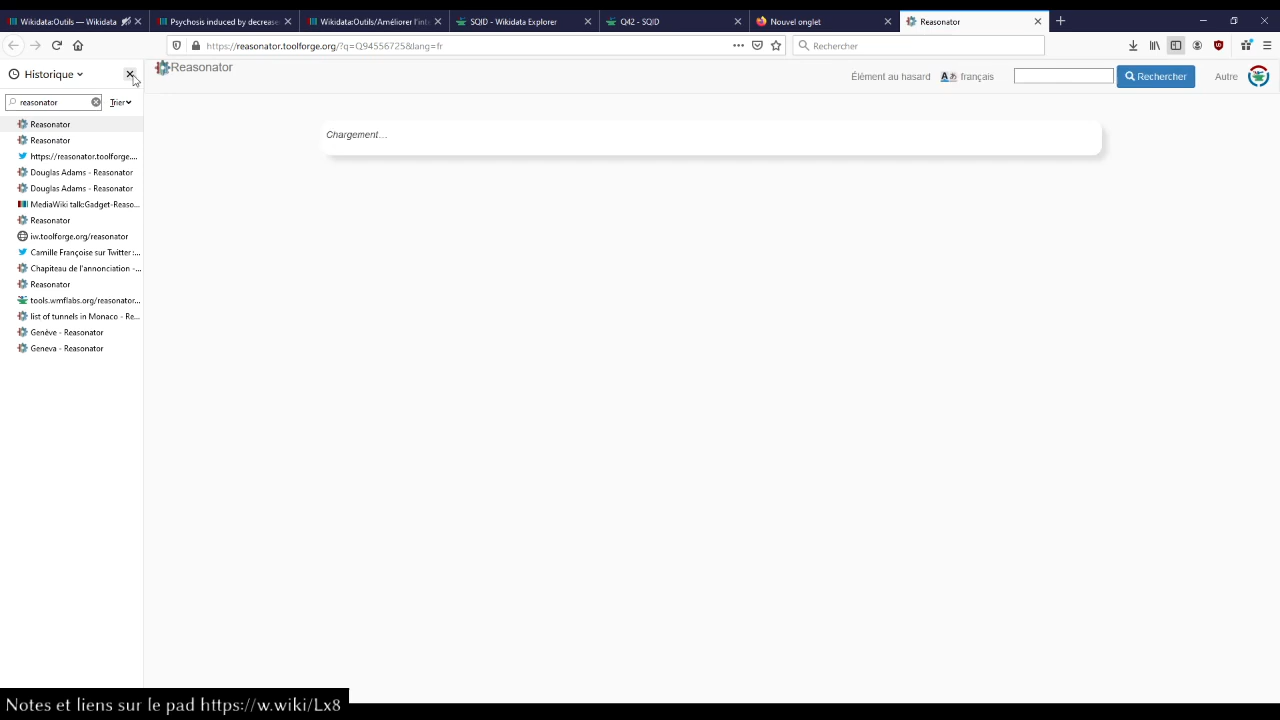 Wikidata:Outils — Wikidata
Psychosis induced by decrease
Wikidata:Outils/Améliorer l'int
SQID - Wikidata Explorer
Q42 - SQID
Nouvel onglet
Reasonator
https://reasonator.toolforge.org/?q=Q94556725&lang=fr
Rechercher
Historique
Reasonator
Élément au hasard
français
Rechercher
Autre
reasonator
Trier
Reasonator
Reasonator
https://reasonator.toolforge....
Douglas Adams - Reasonator
Douglas Adams - Reasonator
MediaWiki talk:Gadget-Reaso...
Reasonator
iw.toolforge.org/reasonator
Camille Françoise sur Twitter :...
Chapiteau de l'annonciation -...
Reasonator
tools.wmflabs.org/reasonator...
list of tunnels in Monaco - Re...
Genève - Reasonator
Geneva - Reasonator
Chargement...
Notes et liens sur le pad https://w.wiki/Lx8